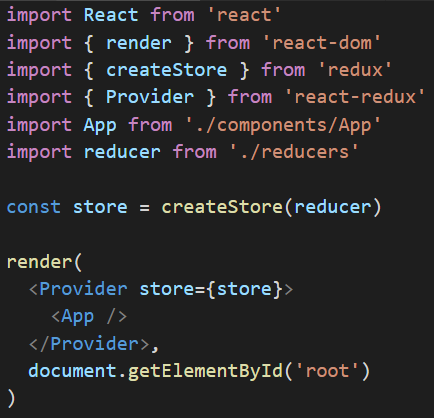 import React from 'react'
import { render } from 'react-dom'
import { createStore } from 'redux'
import { Provider } from 'react-redux'
import App from './components/App'
import reducer from './reducers'

const store = createStore(reducer)

render(
  <Provider store={store}>
    <App />
  </Provider>,
  document.getElementById('root')
)